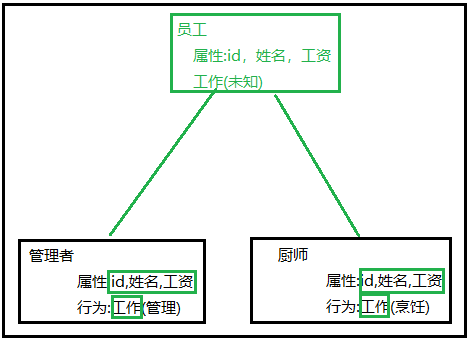 员工
属性:id，姓名，工资
工作(未知)
管理者
属性:id,姓名,工资
行为:工作(管理)
厨师
属性:id,姓名,工资
行为:工作(烹饪)